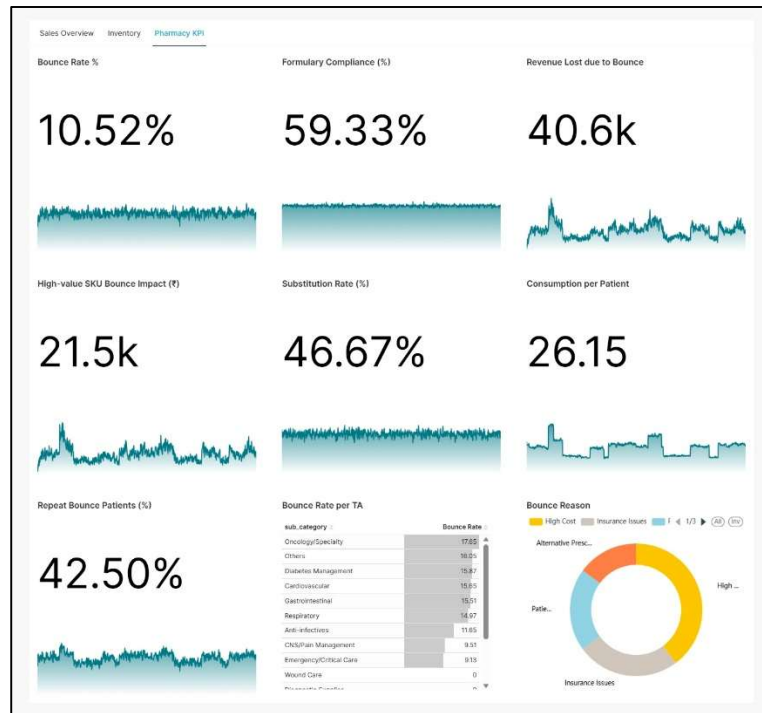 Sales Overview Inventory Pharmacy KPI
Bounce Rate % Formulary Compliance (%) Revenue Lost due to Bounce
10.52% 59.33% 40.6k
High-value SKU Bounce Impact (₹) Substitution Rate (%) Consumption per Patient
21.5k 46.67% 26.15
Repeat Bounce Patients (%) Bounce Rate per TA Bounce Reason
42.50%
sub_category Bounce Rate
Oncology/Specialty 17.65
Others 16.05
Diabetes Management 15.87
Cardiovascular 15.65
Gastrointestinal 15.51
Respiratory 14.97
Anti-infectives 11.65
CNS/Pain Management 9.51
Emergency/Critical Care 9.13
Wound Care 0
Diagnostic Supplies 0
High Cost Insurance Issues 1/3 All Inv
Alternative Presc...
High ...
Patie...
Insurance Issues